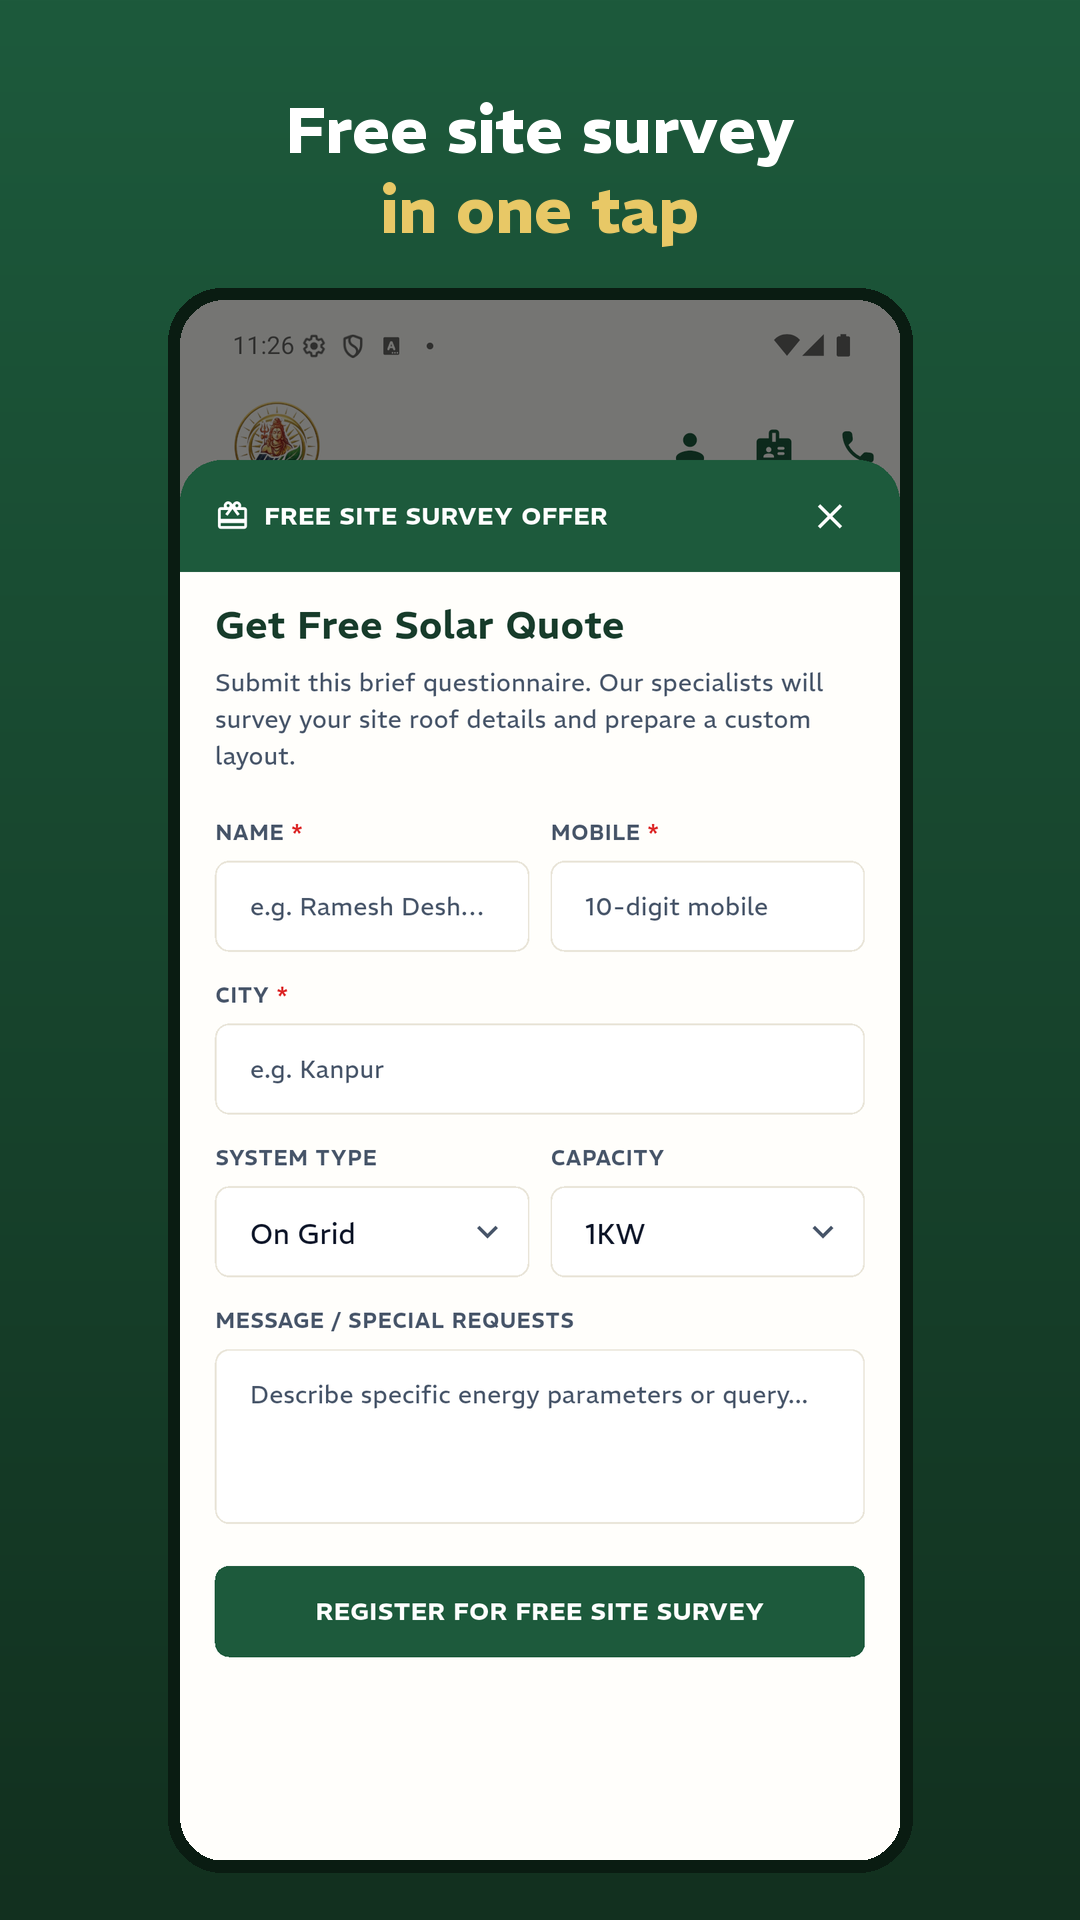 Free site survey
in one tap
11:26
FREE SITE SURVEY OFFER
Get Free Solar Quote
Submit this brief questionnaire. Our specialists will
survey your site roof details and prepare a custom
layout.
NAME * MOBILE *
e.g. Ramesh Desh... 10-digit mobile
CITY *
e.g. Kanpur
SYSTEM TYPE CAPACITY
On Grid 1KW
MESSAGE / SPECIAL REQUESTS
Describe specific energy parameters or query...
REGISTER FOR FREE SITE SURVEY